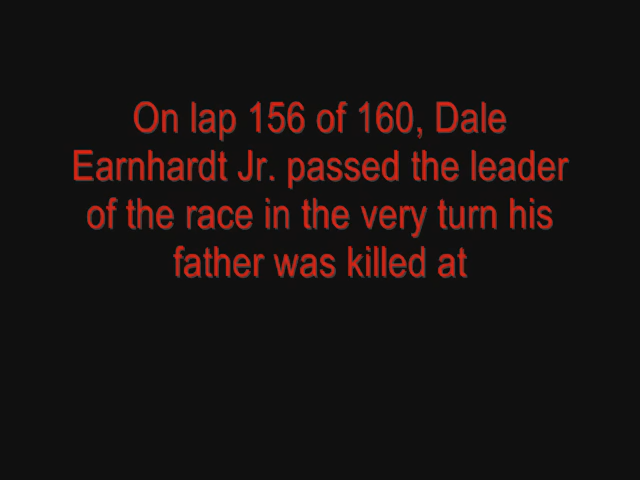 On lap 156 of 160, Dale
Earnhardt Jr. passed the leader
of the race in the very turn his
father was killed at